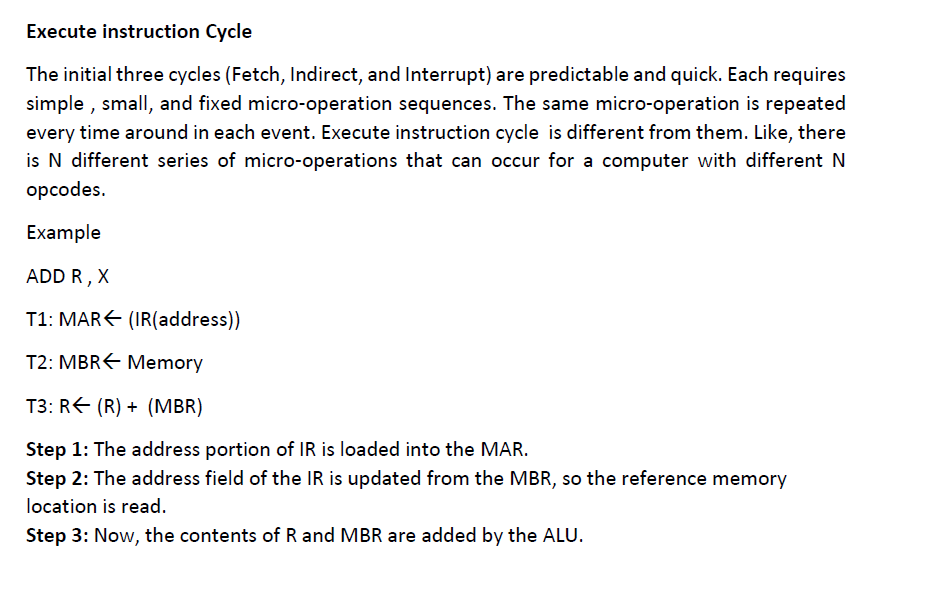 Execute instruction Cycle
The initial three cycles (Fetch, Indirect, and Interrupt) are predictable and quick. Each requires
simple , small, and fixed micro-operation sequences. The same micro-operation is repeated
every time around in each event. Execute instruction cycle is different from them. Like, there
is N different series of micro-operations that can occur for a computer with different N
opcodes.
Example
ADD R , X
T1: MAR← (IR(address))
T2: MBR← Memory
T3: R← (R) + (MBR)
Step 1: The address portion of IR is loaded into the MAR.
Step 2: The address field of the IR is updated from the MBR, so the reference memory
location is read.
Step 3: Now, the contents of R and MBR are added by the ALU.